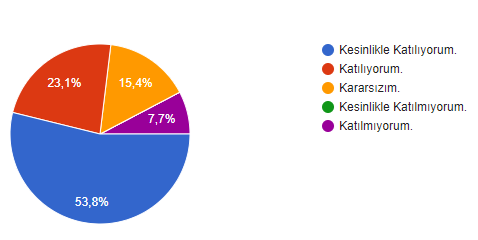 23,1%
15,4%
7,7%
53,8%
Kesinlikle Katılıyorum.
Katılıyorum.
Kararsızım.
Kesinlikle Katılmıyorum.
Katılmıyorum.